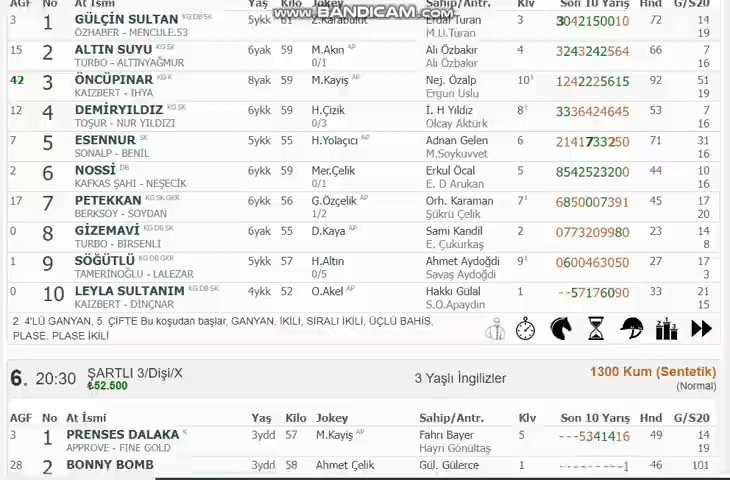 AGF No At İsmi Yaş Kilo Jokey Sahip/Antr. Klv Son 10 Yarış Hnd G/S20
www.BANDICAM.com
3 1 GÜLÇİN SULTAN KG DB SK 5ykk 61 Z.Karabulut Erdal Turan 3 3042150010 72 14
ÖZHABER - MENCULE.53 M.U.Turan 19
15 2 ALTIN SUYU KG SK 6yak 59 M.Akın AP Ali Özbakır 4 3243242564 66 7
TURBO - ALTINYAĞMUR 0/1 Ali Özbakır 16
42 3 ÖNCÜPINAR KG K 8yak 59 M.Kayış AP Nej. Özalp 10 1242225615 92 51
KAIZBERT - İHYA Ergun Uslu 19
12 4 DEMİRYILDIZ KG SK 6ykk 59 H.Çizik İ. H Yıldız 8 3336424645 53 7
TOŞUR - NUR YILDIZI 0/3 Olcay Aktürk 16
7 5 ESENNUR SK 5ykk 55 H.Yolaçıcı AP Adnan Gelen 6 2141733250 71 31
SONALP - BENİL M.Soykuvvet 16
2 6 NOSSİ DB 6ykk 59 Mer.Çelik Erkul Öcal 5 8542523200 44 10
KAFKAS ŞAHI - NEŞECİK 0/1 E. D Arukan 16
17 7 PETEKKAN KG SK GKR 6ykk 56 G.Özçelik AP Orh. Karaman 7 6850007391 45 17
BERKSOY - SOYDAN 1/2 Şükrü Çelik 20
0 8 GİZEMAVİ KG DB SK 6yak 55 D.Kaya AP Sami Kandil 2 0773209980 23 14
TURBO - BİRSENLİ E. Çukurkaş 8
1 9 SÖĞÜTLÜ KG DB GKR 5ykk 57 H.Altın Ahmet Aydoğdi 9 0600463050 27 17
TAMERİNOĞLU - LALEZAR 0/5 Savaş Aydoğdi 3
0 10 LEYLA SULTANIM KG DB SK 4ykk 52 O.Akel AP Hakkı Gülal 1 --57176090 33 21
KAIZBERT - DİNÇNAR S.O.Apaydın 15
2. 4'LÜ GANYAN, 5. ÇİFTE Bu koşudan başlar, GANYAN, İKİLİ, SIRALI İKİLİ, ÜÇLÜ BAHİS,
PLASE, PLASE İKİLİ
6. 20:30 ŞARTLI 3/Dişi/X 3 Yaşlı İngilizler 1300 Kum (Sentetik)
₺52.500 (Normal)
AGF No At İsmi Yaş Kilo Jokey Sahip/Antr. Klv Son 10 Yarış Hnd G/S20
3 1 PRENSES DALAKA K 3ydd 57 M.Kayış AP Fahri Bayer 5 ---5341416 49 14
APPROVE - FINE GOLD Hayri Gönültaş 19
28 2 BONNY BOMB 3ydd 58 Ahmet Çelik Gül. Gülerce 1 ---------1 46 101